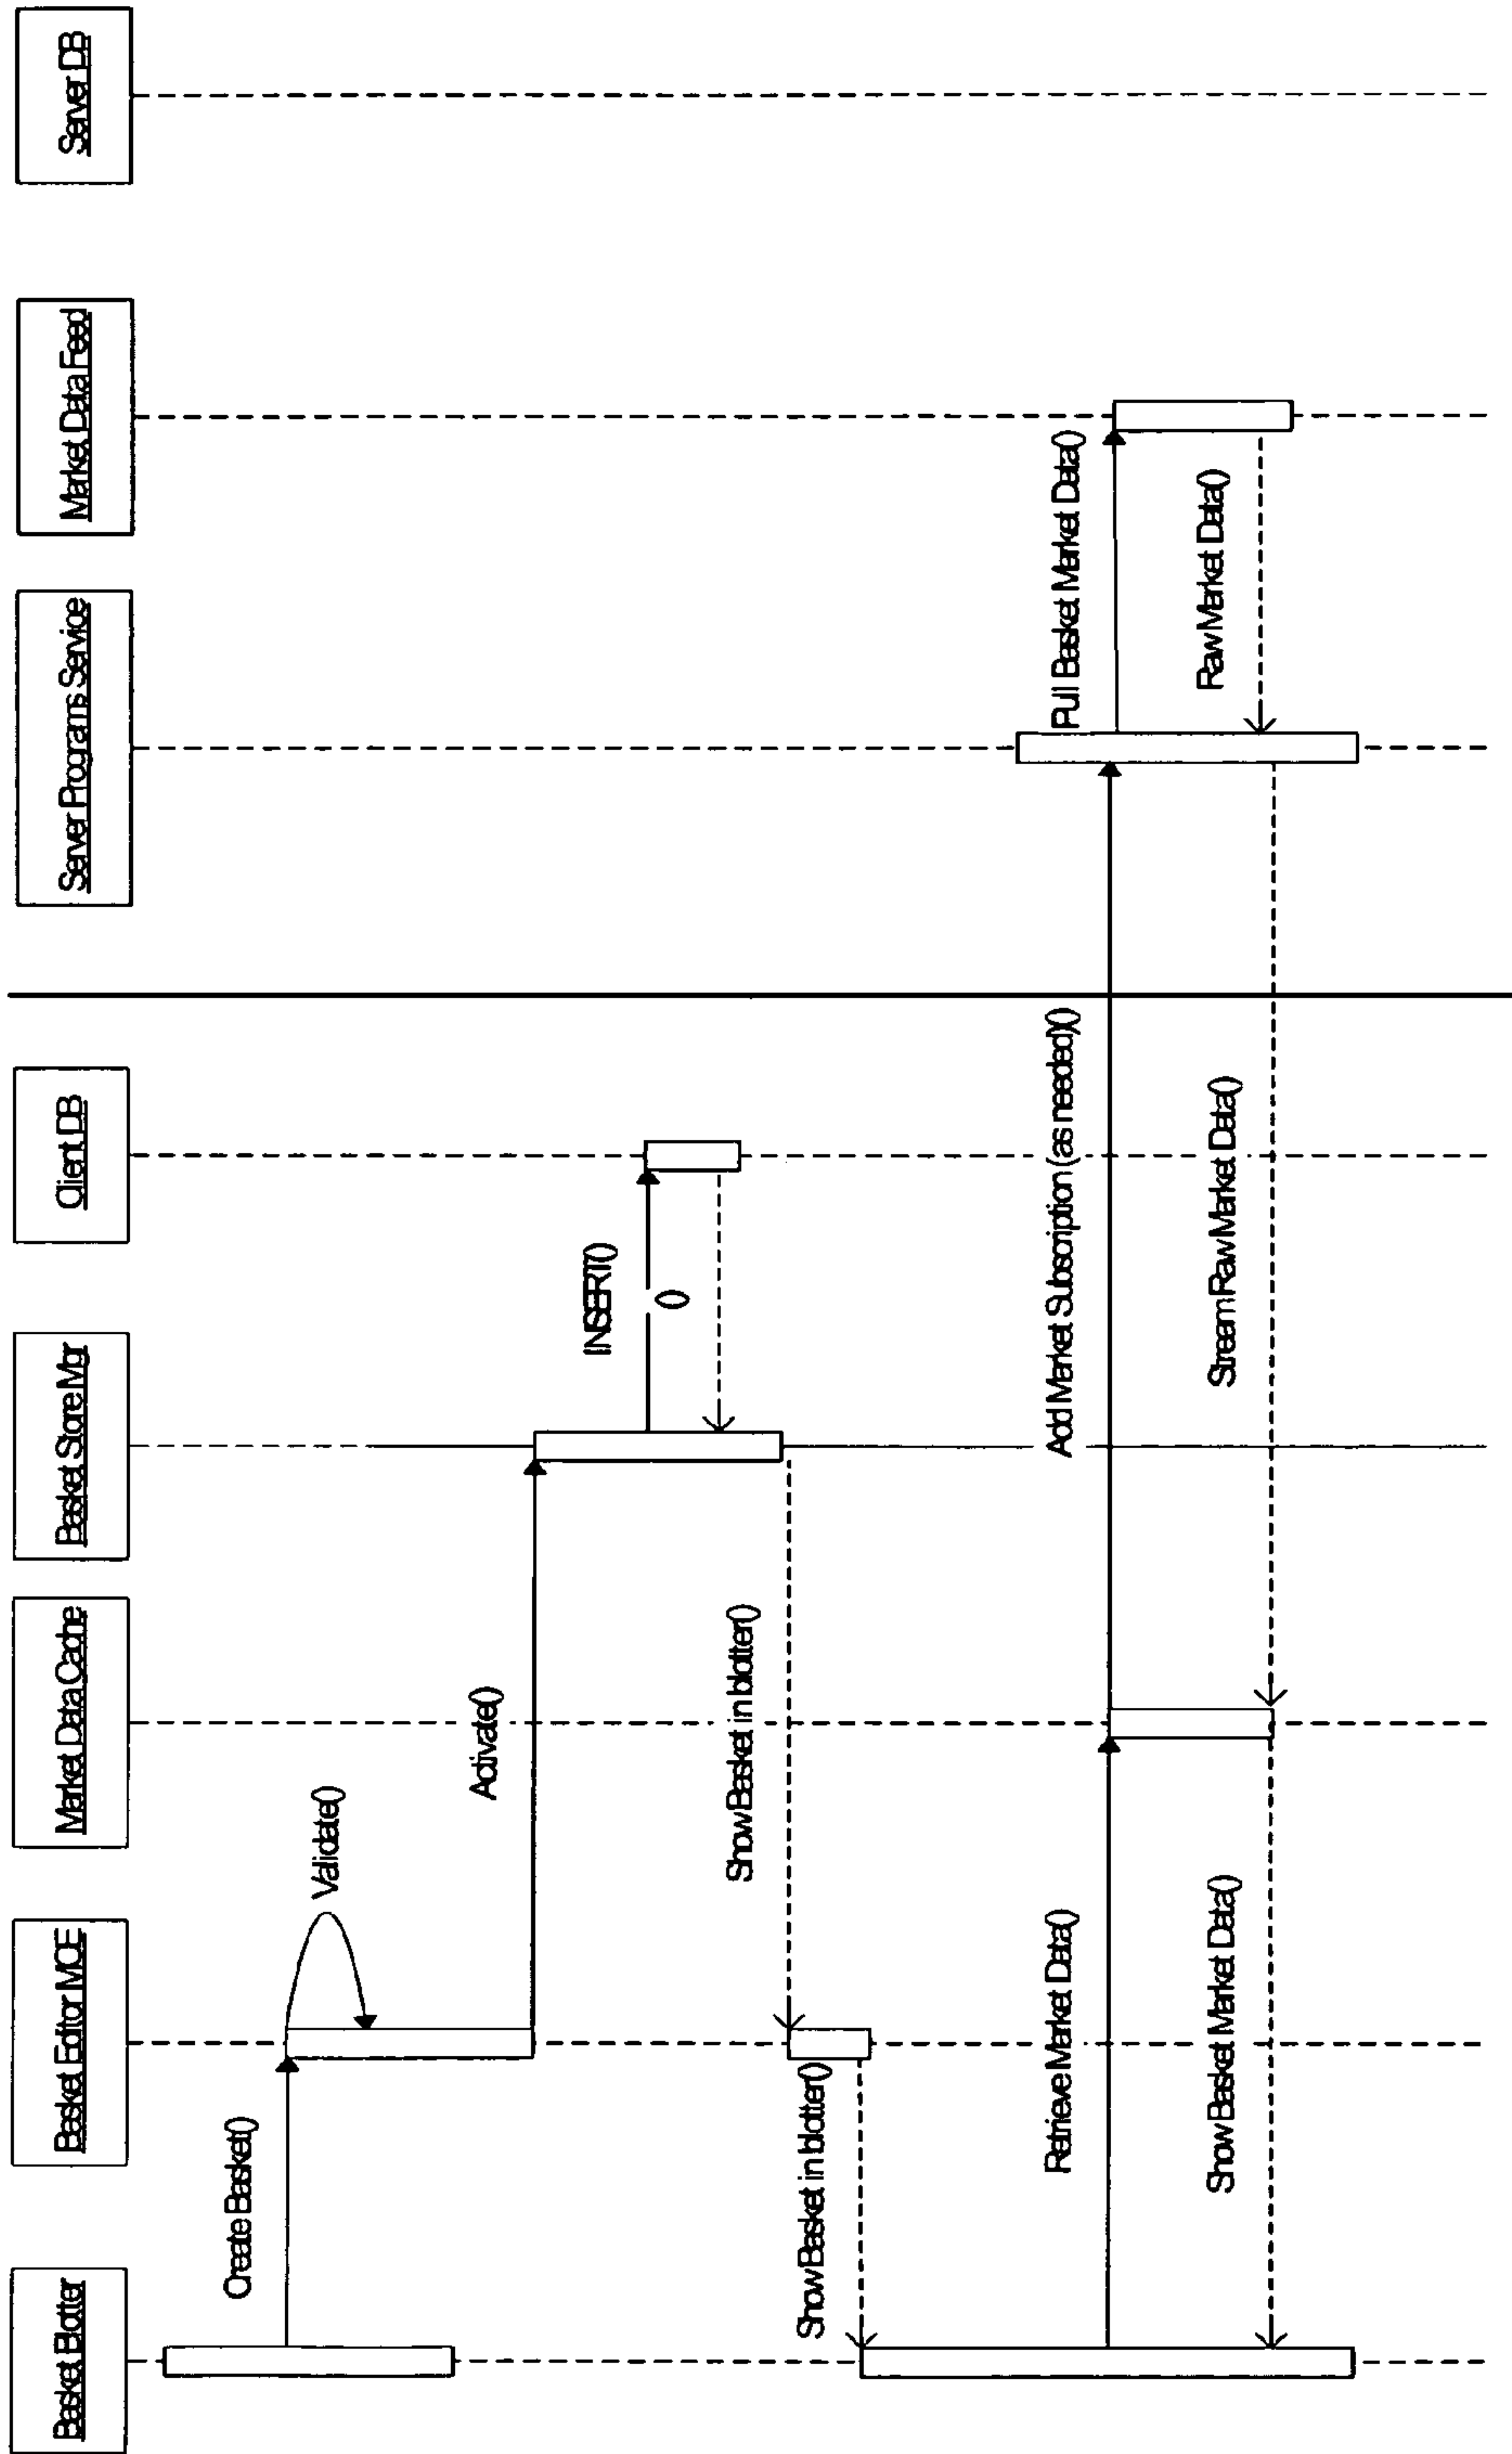 Basket Blotter
Basket Editor MOE
Market Data Cache
Basket Store Mgr
Client DB
Server Programs Service
Market Data Feed
Server DB
Create Basket()
Validate()
Activate()
INSERT()
()
Show Basket in blotter()
Show Basket in blotter()
Retrieve Market Data()
Add Market Subscription (as needed)()
Pull Basket Market Data()
Raw Market Data()
Stream Raw Market Data()
Show Basket Market Data()